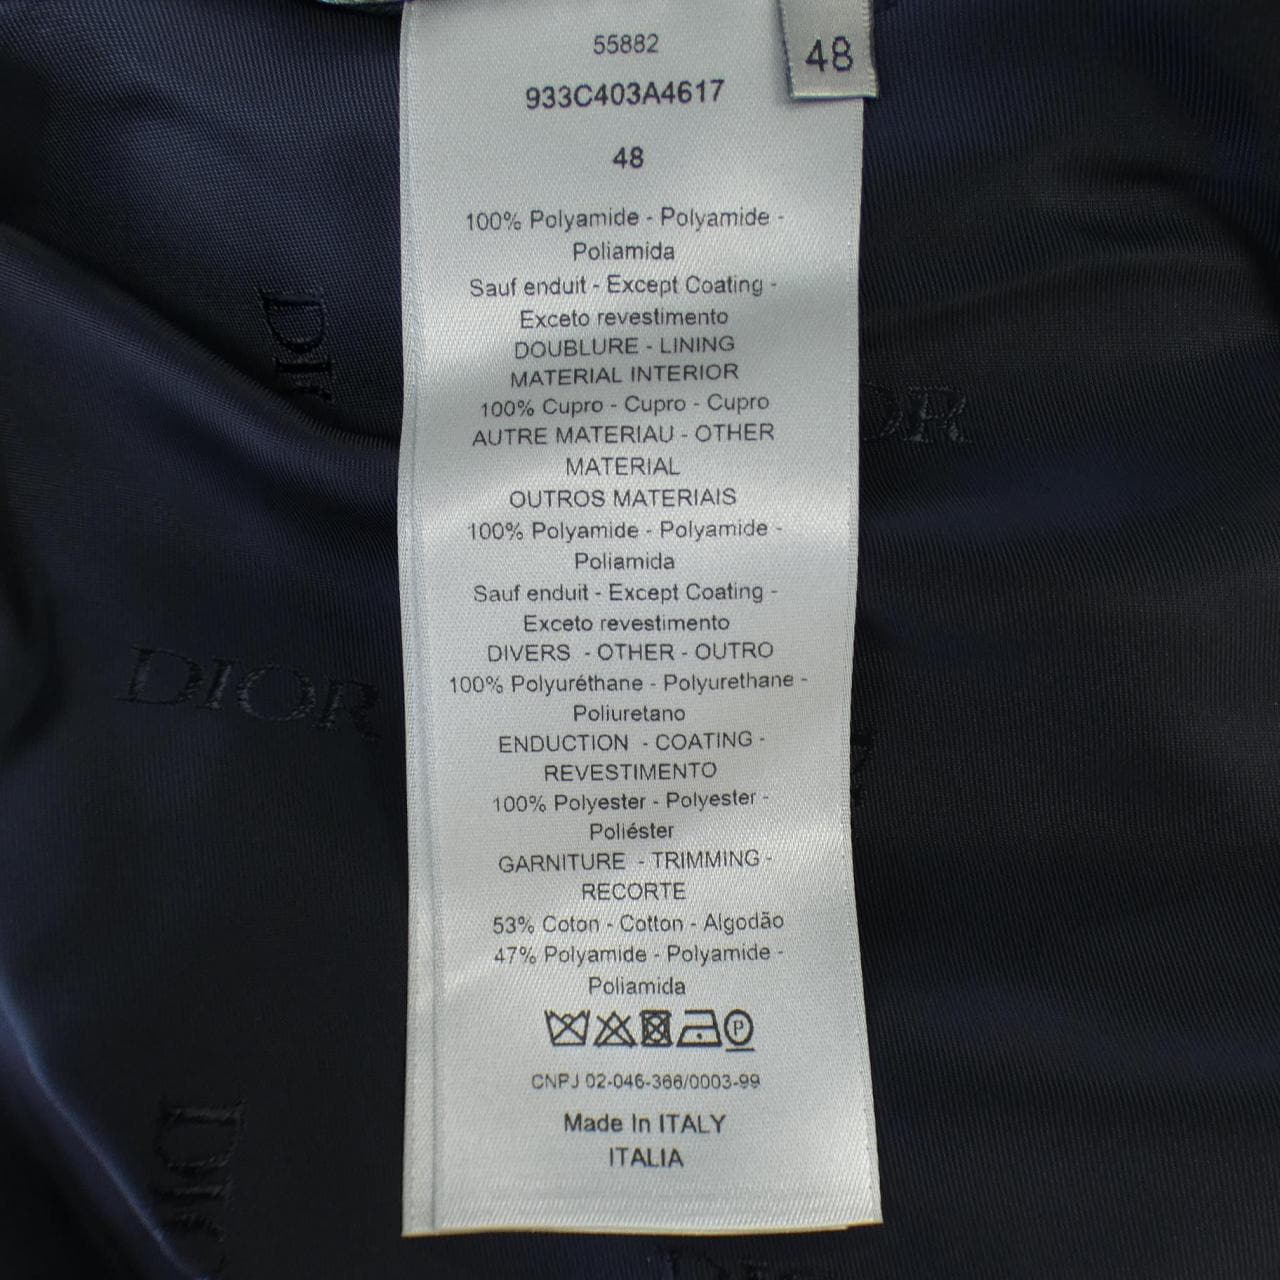 55882
48
933C403A4617
48
100% Polyamide - Polyamide -
Poliamida
Sauf enduit - Except Coating -
Exceto revestimento
DOUBLURE - LINING
MATERIAL INTERIOR
100% Cupro - Cupro - Cupro
AUTRE MATERIAU - OTHER
MATERIAL
OUTROS MATERIAIS
100% Polyamide - Polyamide -
Poliamida
Sauf enduit - Except Coating -
Exceto revestimento
DIVERS - OTHER - OUTRO
100% Polyuréthane - Polyurethane -
Poliuretano
ENDUCTION - COATING -
REVESTIMENTO
100% Polyester - Polyester -
Poliéster
GARNITURE - TRIMMING -
RECORTE
53% Coton - Cotton - Algodão
47% Polyamide - Polyamide -
Poliamida
P
CNPJ 02-046-366/0003-99
Made In ITALY
ITALIA
DIOR